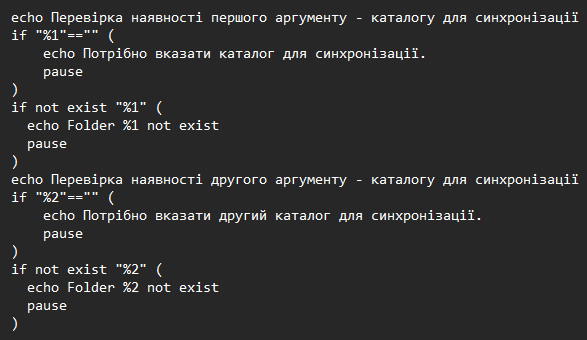 echo Перевірка наявності першого аргументу - каталогу для синхронізації
if "%1"=="" (
    echo Потрібно вказати каталог для синхронізації.
    pause
)
if not exist "%1" (
  echo Folder %1 not exist
  pause
)
echo Перевірка наявності другого аргументу - каталогу для синхронізації
if "%2"=="" (
    echo Потрібно вказати другий каталог для синхронізації.
    pause
)
if not exist "%2" (
  echo Folder %2 not exist
  pause
)